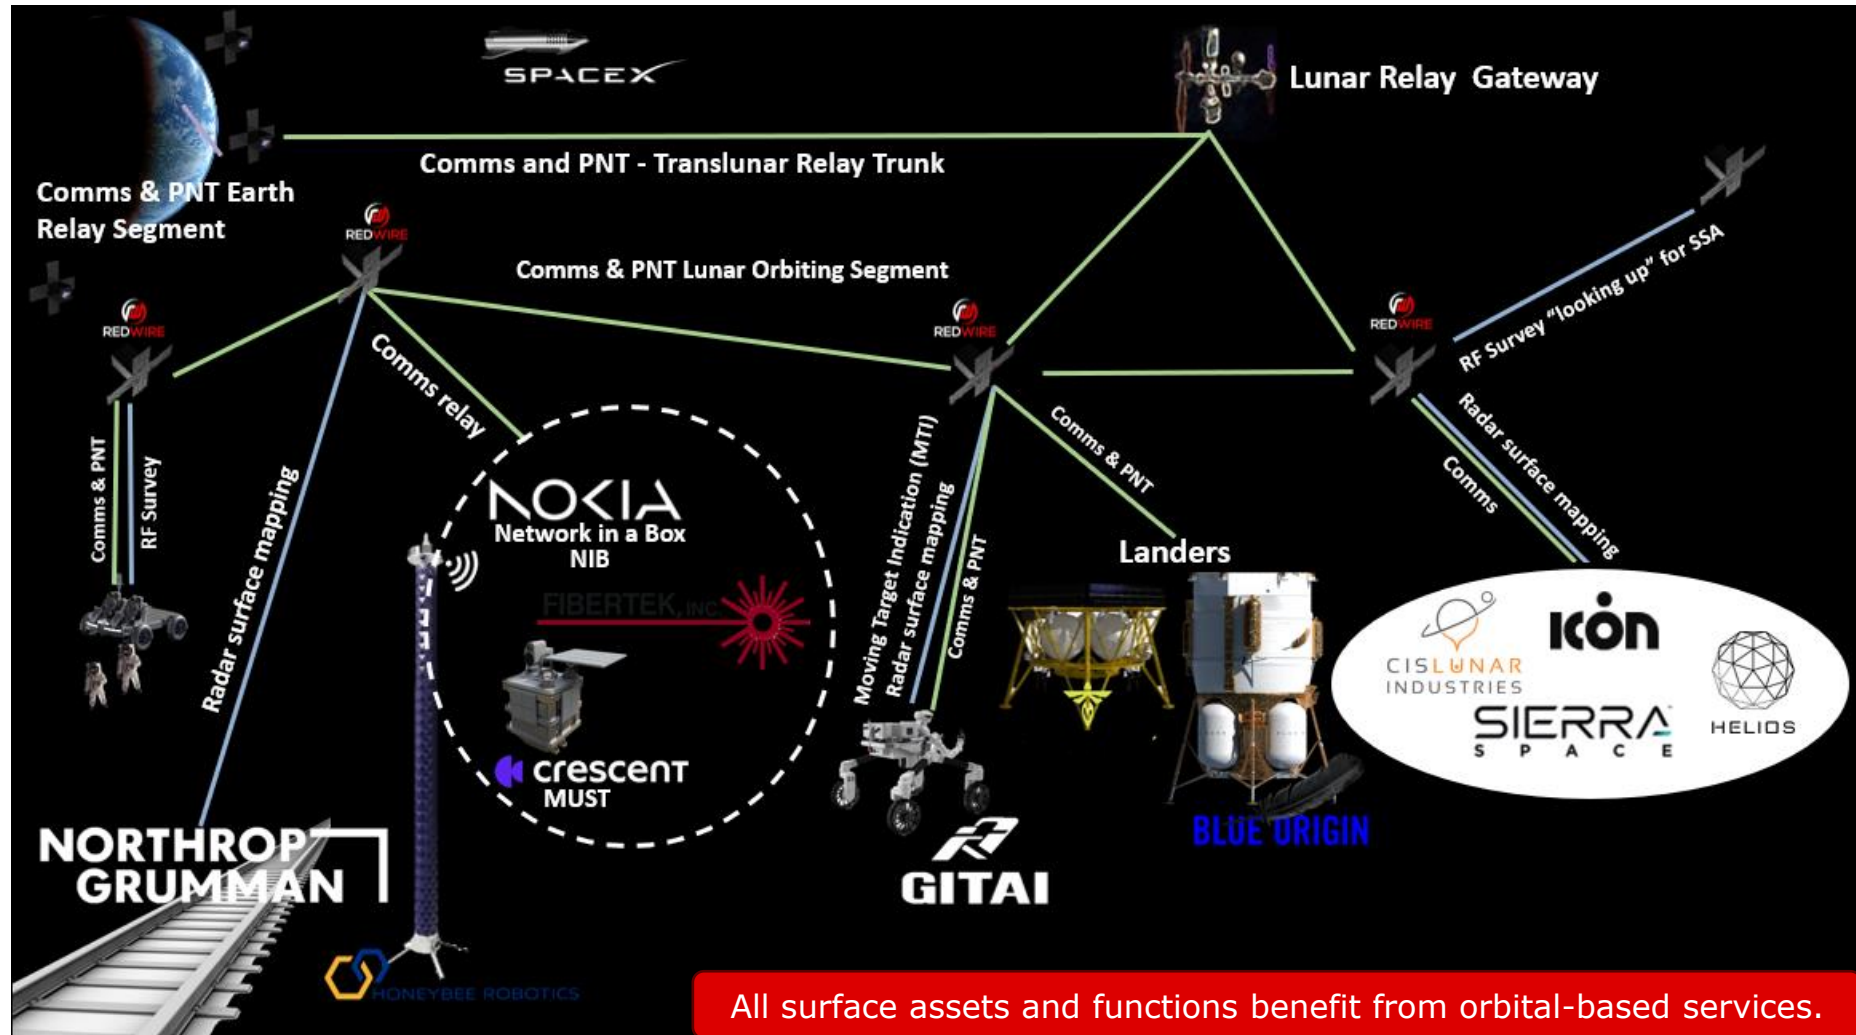 SPACEX
Lunar Relay Gateway
Comms and PNT - Translunar Relay Trunk
Comms & PNT Earth
Relay Segment
REDWIRE
Comms & PNT Lunar Orbiting Segment
RF Survey "looking up" for SSA
REDWIRE
REDWIRE
REDWIRE
Comms relay
Comms & PNT
RF Survey
Radar surface mapping
Moving Target Indication (MTI)
Radar surface mapping
Comms & PNT
Comms & PNT
Radar surface mapping
Comms
NOKIA
Network in a Box
NIB
FIBERTEK, INC.
crescent
MUST
Landers
CISLUNAR
INDUSTRIES
ICON
SIERRA
SPACE
HELIOS
BLUE ORIGIN
GITAI
NORTHROP
GRUMMAN
HONEYBEE ROBOTICS
All surface assets and functions benefit from orbital-based services.